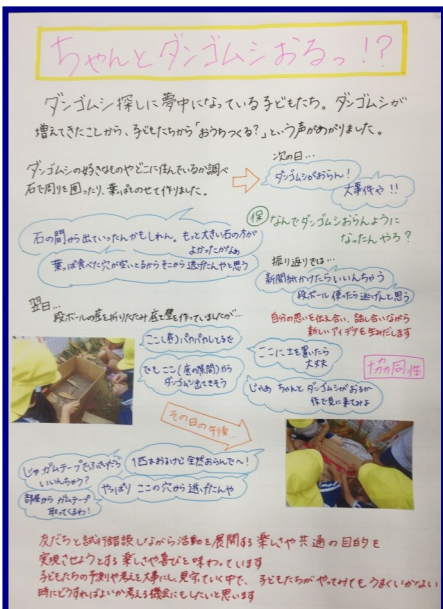 ちゃんとダンゴムシおるっ!?
ダンゴムシ探しに夢中になっている子どもたち。ダンゴムシが
増えてきたことから、子どもたちから「おうちつくる?」という声があがりました。
ダンゴムシの好きなものやどこに住んでいるか調べ
石で周りを囲ったり、葉っぱのせて作りました。
次の日…
ダンゴムシがおらん!
大事件や!!
保 なんでダンゴムシおらんように
なったんやろ?
石の間から出ていったんかもしれん。もっと大きい石の方が
よかったかなぁ
葉っぱ食べた穴が空いとるからそこから逃げたんやと思う
振り返りでは…
新聞紙かけたらいいんちゃう
段ボール使ったら逃げんと思う
自分の思いを伝え合い、話し合いながら
新しいアイデアを生みだします
翌日…
段ボールの底を折りたたみ底と壁を作っていましたが…
ここ(巻)パカパカしとるで
でもここ(底の隙間)から
ダンゴムシ出てきそう
ここに土を置いたら
大丈夫
協同性
じゃぁ ちゃんとダンゴムシがおるか
後で見に来てみよ
その日の午後…
じゃガムテープでふさいだら
いいんちゃう?
部屋からガムテープ
取ってくるわ!
1匹おるけど全然おらんで〜!
やっぱりここの穴から逃げたんや
友だちと試行錯誤しながら活動を展開する楽しさや共通の目的を
実現させようとする楽しさや喜びを味わっています
子どもたちの予測や考えを大事にし、見守ていく中で、子どもたちがやってみてもうまくいかない
時にどうすればよいか考える機会にもしたいと思います